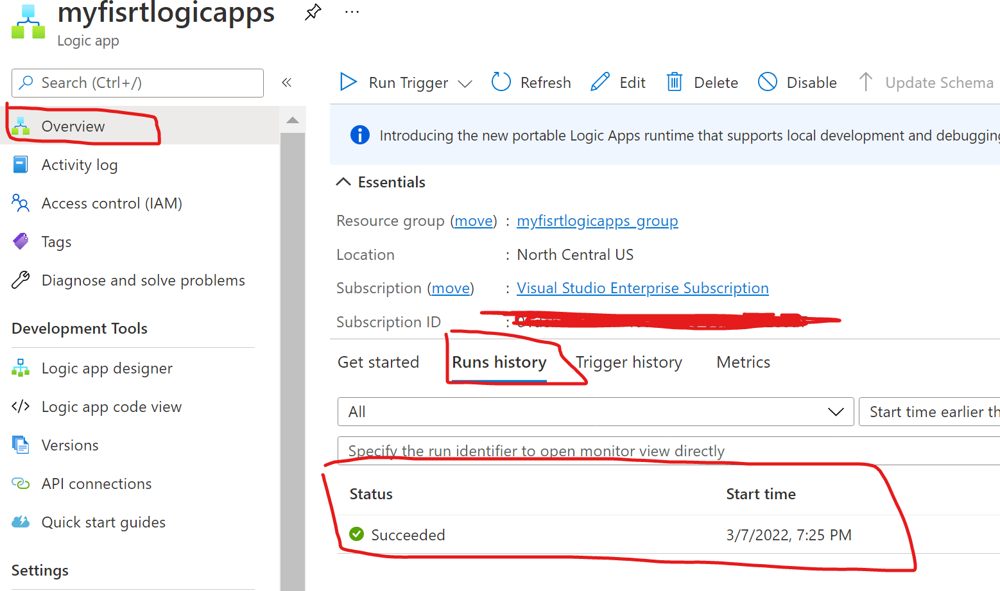 myfisrtlogicapps
...
Logic app
Search (Ctrl+/)
«
Run Trigger
Refresh
Edit
Delete
Disable
Update Schema
Overview
Activity log
Access control (IAM)
Tags
Diagnose and solve problems
Development Tools
Logic app designer
</> Logic app code view
Versions
API connections
Quick start guides
Settings
Introducing the new portable Logic Apps runtime that supports local development and debugging
Essentials
Resource group (move) : myfisrtlogicapps_group
Location : North Central US
Subscription (move) : Visual Studio Enterprise Subscription
Subscription ID :
Get started Runs history Trigger history Metrics
All
Start time earlier th
Specify the run identifier to open monitor view directly
Status Start time
Succeeded 3/7/2022, 7:25 PM